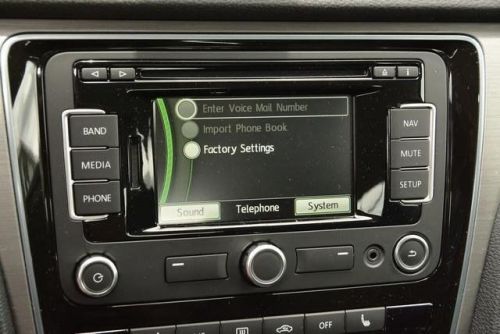 BAND
MEDIA
PHONE
Enter Voice Mail Number
Import Phone Book
Factory Settings
Sound
Telephone
System
NAV
MUTE
SETUP
OFF